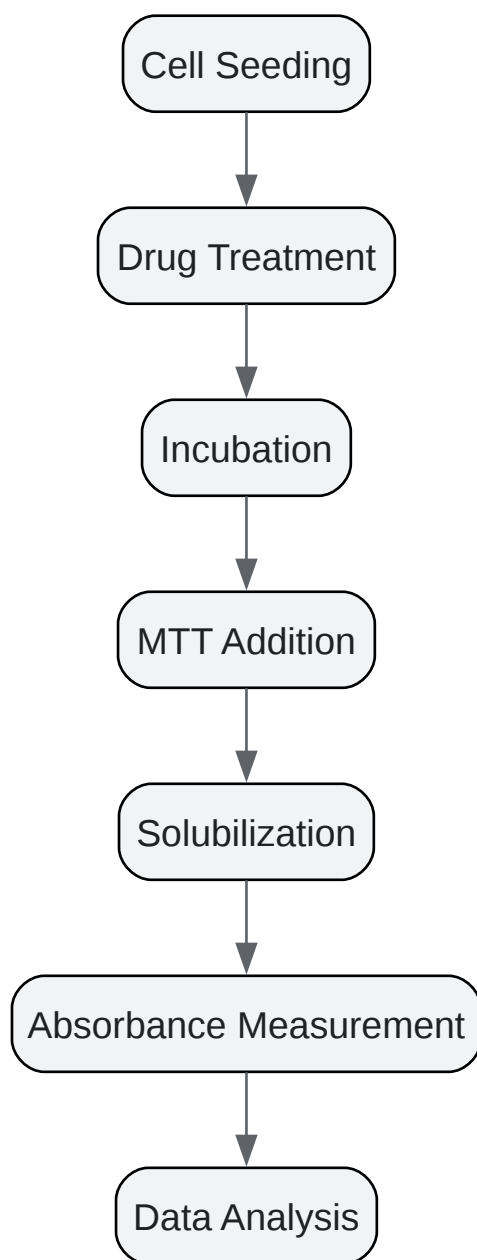 Cell Seeding
Drug Treatment
Incubation
MTT Addition
Solubilization
Absorbance Measurement
Data Analysis